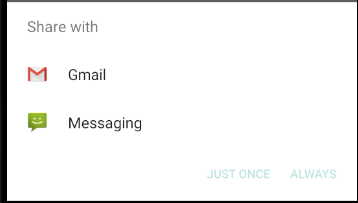 Share with
Gmail
Messaging
JUST ONCE ALWAYS